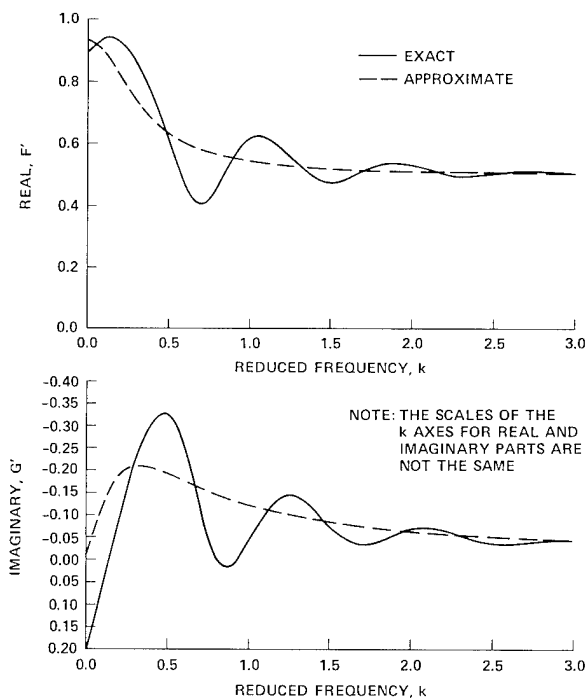 1.0
0.8
0.6
0.4
0.2
0.0
REAL, F'
EXACT
APPROXIMATE
0.0 0.5 1.0 1.5 2.0 2.5 3.0
REDUCED FREQUENCY, k
-0.40
-0.35
-0.30
-0.25
-0.20
-0.15
-0.10
-0.05
0.00
0.05
0.10
0.15
0.20
IMAGINARY, G'
NOTE: THE SCALES OF THE
k AXES FOR REAL AND
IMAGINARY PARTS ARE
NOT THE SAME
0.0 0.5 1.0 1.5 2.0 2.5 3.0
REDUCED FREQUENCY, k